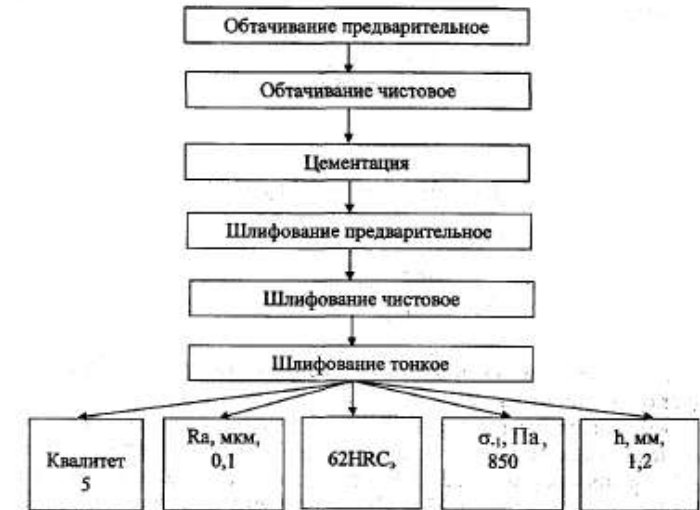 Обтачивание предварительное
Обтачивание чистовое
Цементация
Шлифование предварительное
Шлифование чистовое
Шлифование тонкое
Квалитет
5
Ra, мкм,
0,1
62HRCэ
σ-1, Па,
850
h, мм,
1,2